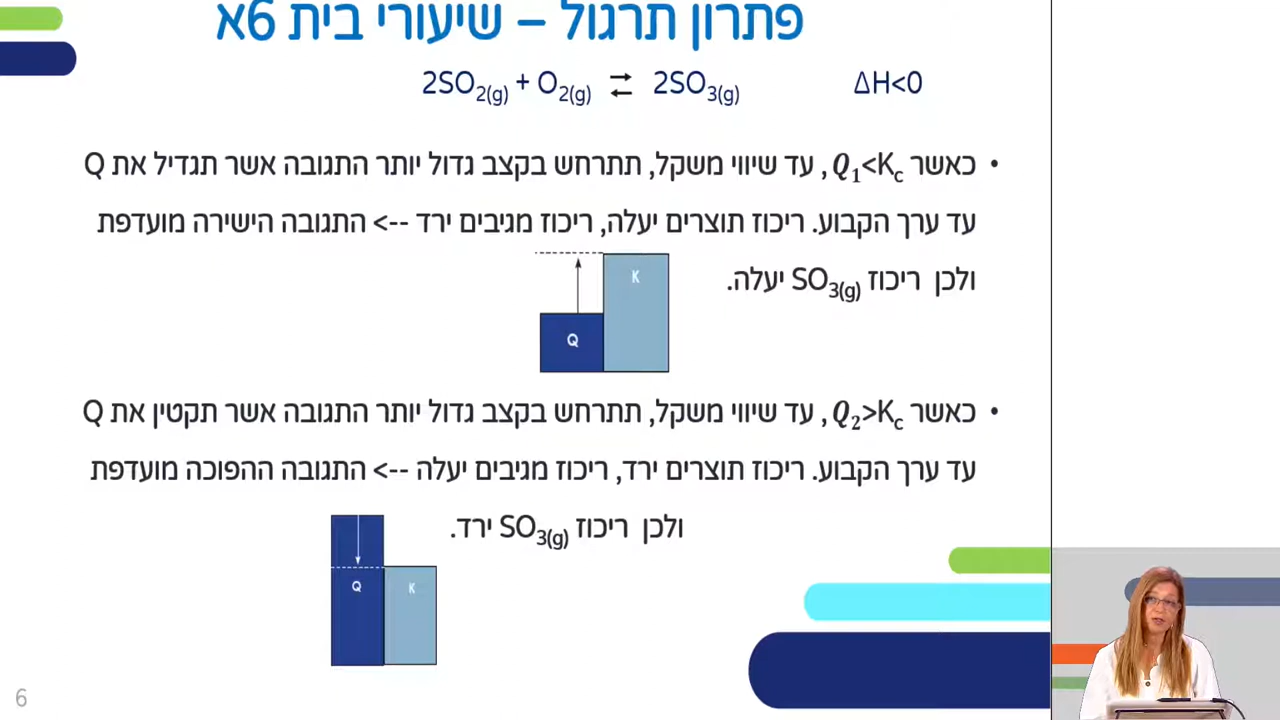 פתרון תרגול – שיעורי בית 6א
2SO2(g) + O2(g) ⇄ 2SO3(g) ΔH<0
• כאשר Q1<Kc , עד שיווי משקל, תתרחש בקצב גדול יותר התגובה אשר תגדיל את Q
עד ערך הקבוע. ריכוז תוצרים יעלה, ריכוז מגיבים ירד --> התגובה הישירה מועדפת
ולכן ריכוז SO3(g) יעלה.
K
Q
• כאשר Q2>Kc , עד שיווי משקל, תתרחש בקצב גדול יותר התגובה אשר תקטין את Q
עד ערך הקבוע. ריכוז תוצרים ירד, ריכוז מגיבים יעלה --> התגובה ההפוכה מועדפת
ולכן ריכוז SO3(g) ירד.
Q K
6